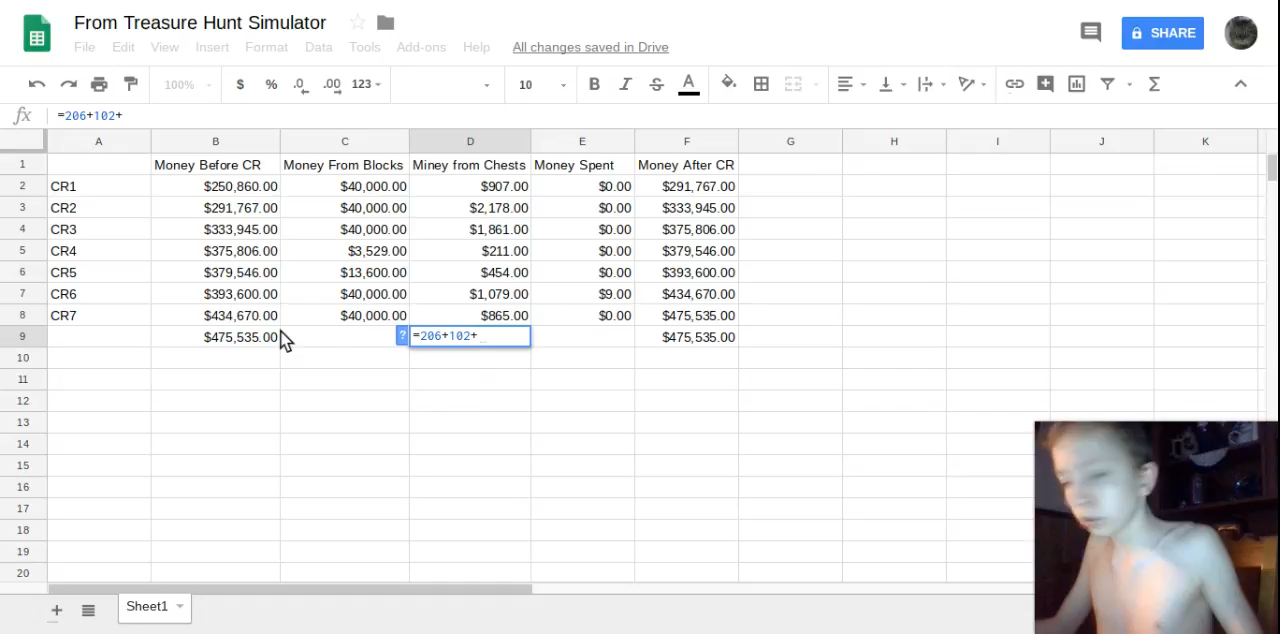 From Treasure Hunt Simulator
File Edit View Insert Format Data Tools Add-ons Help All changes saved in Drive
SHARE
100% $ % .0 .00 123 10 B I S A Σ
fx =206+102+
A B C D E F G H I J K
1 Money Before CR Money From Blocks Miney from Chests Money Spent Money After CR
2 CR1 $250,860.00 $40,000.00 $907.00 $0.00 $291,767.00
3 CR2 $291,767.00 $40,000.00 $2,178.00 $0.00 $333,945.00
4 CR3 $333,945.00 $40,000.00 $1,861.00 $0.00 $375,806.00
5 CR4 $375,806.00 $3,529.00 $211.00 $0.00 $379,546.00
6 CR5 $379,546.00 $13,600.00 $454.00 $0.00 $393,600.00
7 CR6 $393,600.00 $40,000.00 $1,079.00 $9.00 $434,670.00
8 CR7 $434,670.00 $40,000.00 $865.00 $0.00 $475,535.00
9 $475,535.00 ? =206+102+ $475,535.00
10
11
12
13
14
15
16
17
18
19
20
+ Sheet1